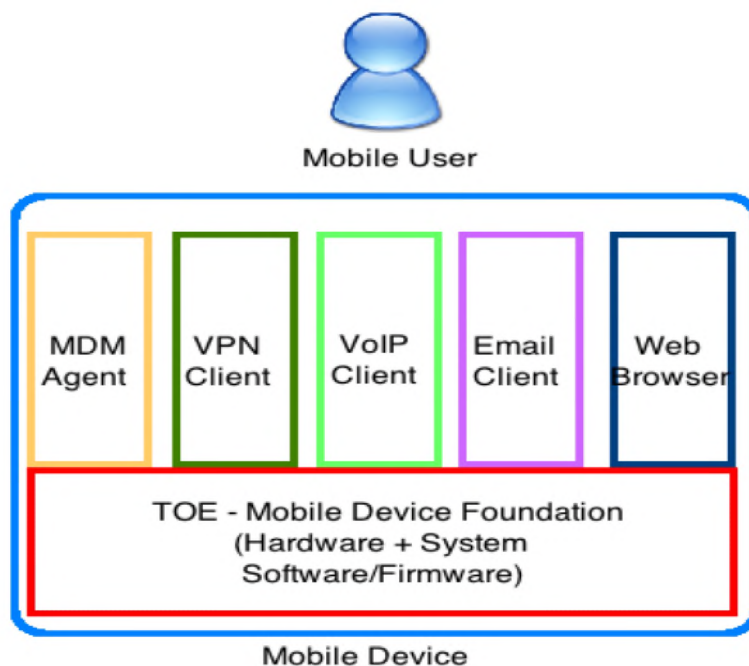 Mobile User
MDM
Agent
VPN
Client
VoIP
Client
Email
Client
Web
Browser
TOE - Mobile Device Foundation
(Hardware + System
Software/Firmware)
Mobile Device